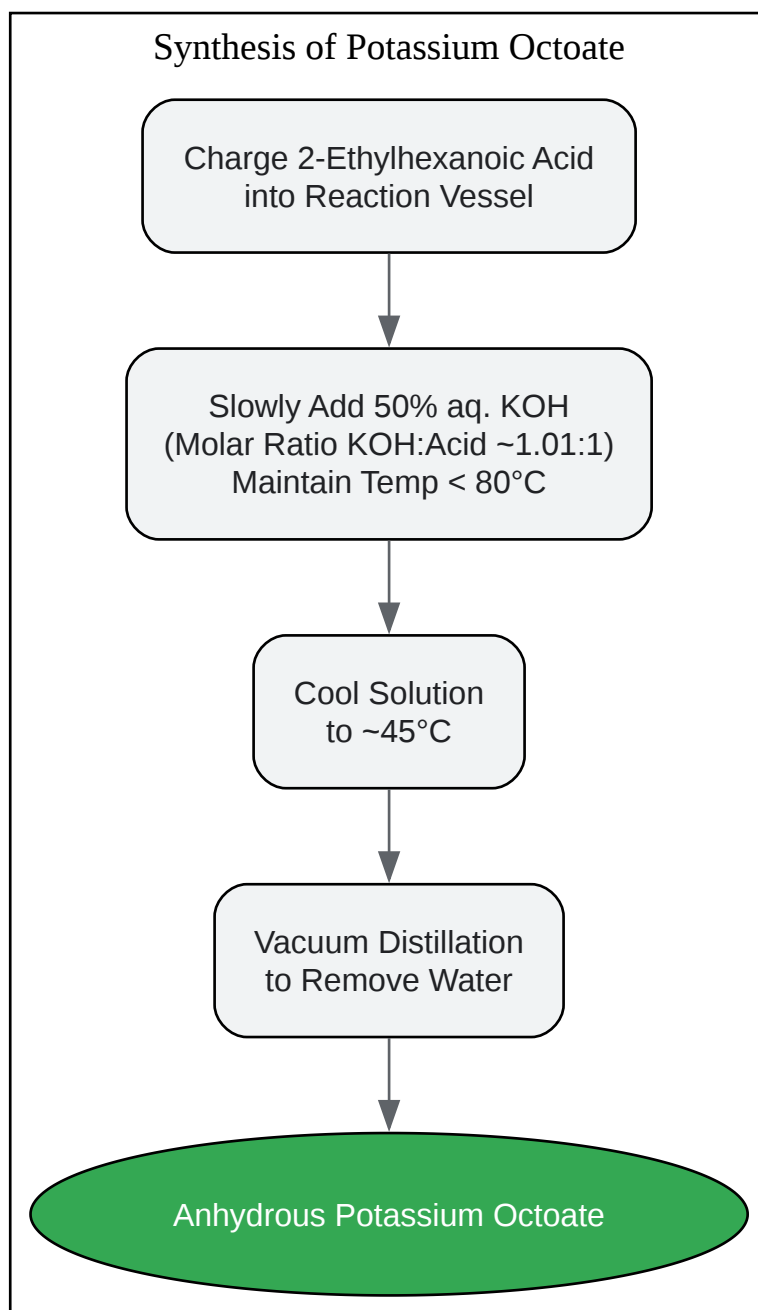 Synthesis of Potassium Octoate
Charge 2-Ethylhexanoic Acid
into Reaction Vessel
Slowly Add 50% aq. KOH
(Molar Ratio KOH:Acid ~1.01:1)
Maintain Temp < 80°C
Cool Solution
to ~45°C
Vacuum Distillation
to Remove Water
Anhydrous Potassium Octoate